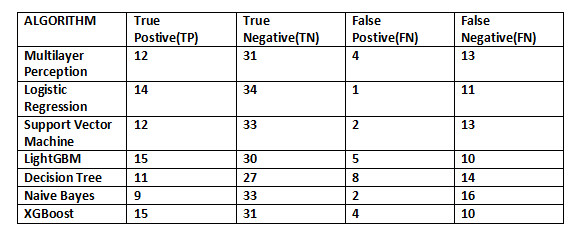 ALGORITHM True Postive(TP) True Negative(TN) False Postive(FN) False Negative(FN)
Multilayer Perception 12 31 4 13
Logistic Regression 14 34 1 11
Support Vector Machine 12 33 2 13
LightGBM 15 30 5 10
Decision Tree 11 27 8 14
Naive Bayes 9 33 2 16
XGBoost 15 31 4 10